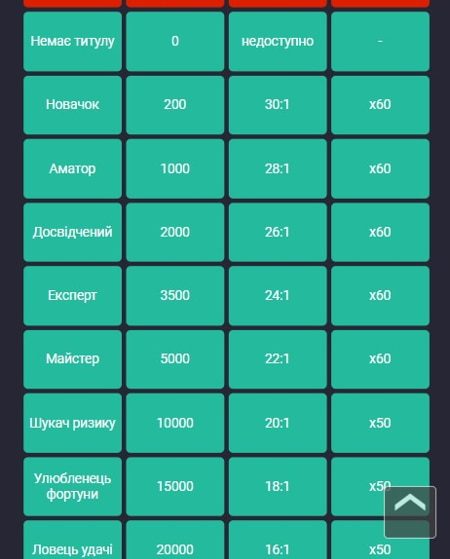 Немає титулу 0 недоступно -
Новачок 200 30:1 x60
Аматор 1000 28:1 x60
Досвідчений 2000 26:1 x60
Експерт 3500 24:1 x60
Майстер 5000 22:1 x60
Шукач ризику 10000 20:1 x50
Улюбленець
фортуни 15000 18:1 x50
Ловець удачі 20000 16:1 x50